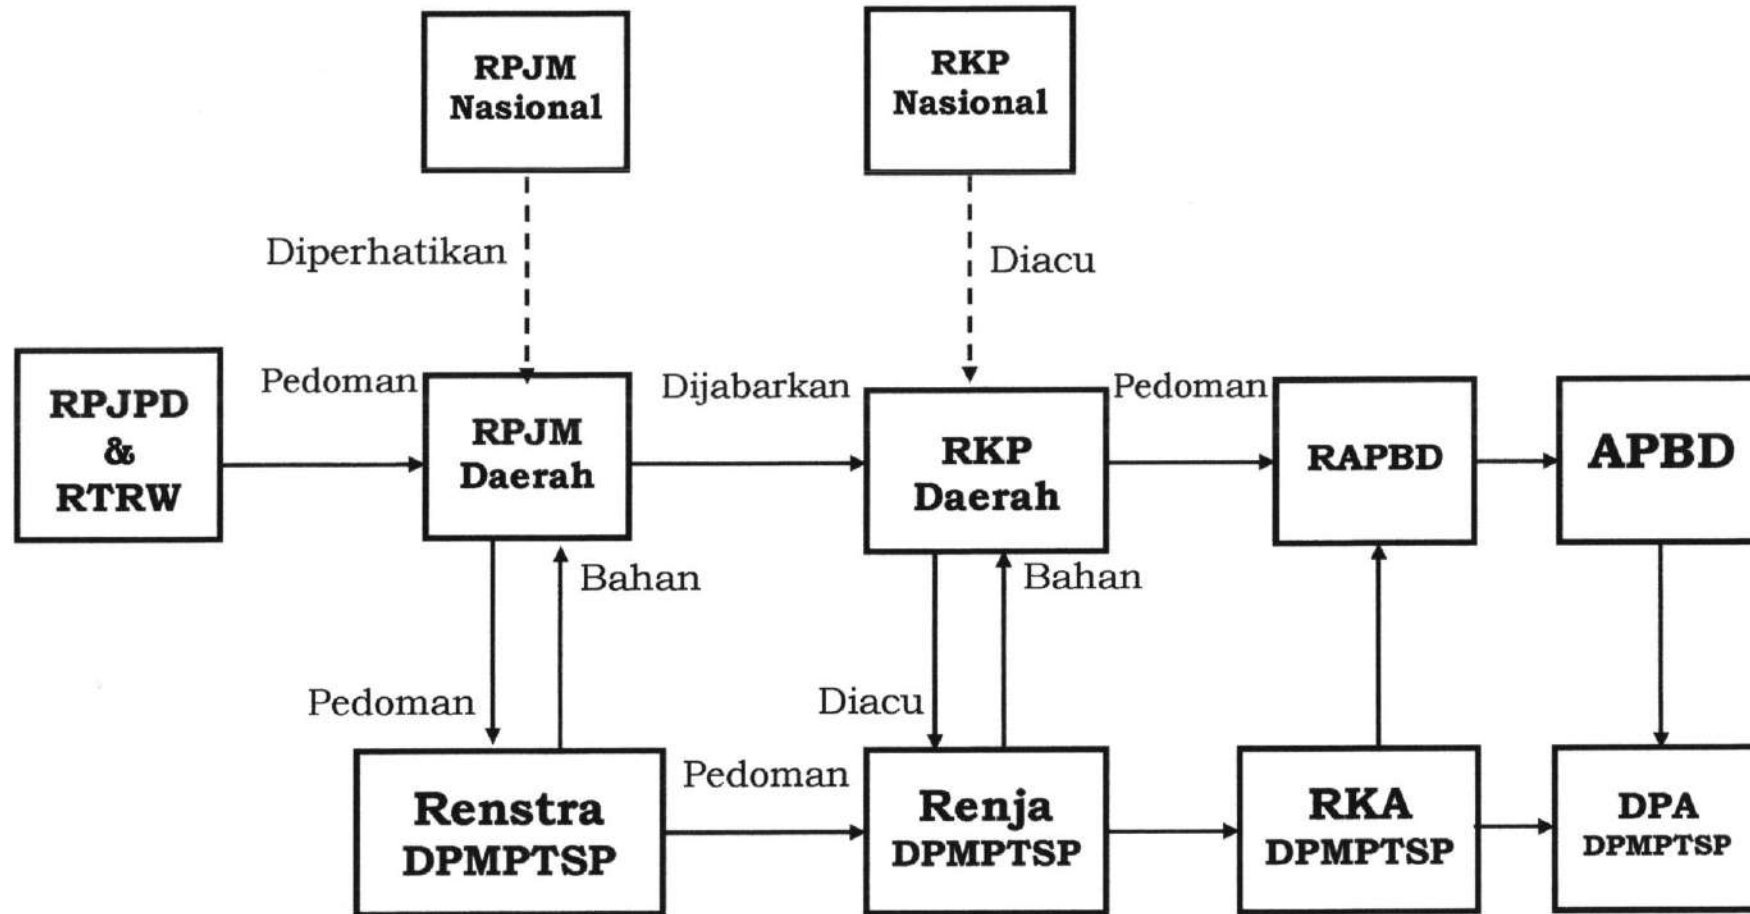 RPJM
Nasional
RKP
Nasional
Diperhatikan
Diacu
RPJPD
&
RTRW
Pedoman
RPJM
Daerah
Dijabarkan
RKP
Daerah
Pedoman
RAPBD
APBD
Bahan
Bahan
Pedoman
Diacu
Renstra
DPMPTSP
Pedoman
Renja
DPMPTSP
RKA
DPMPTSP
DPA
DPMPTSP